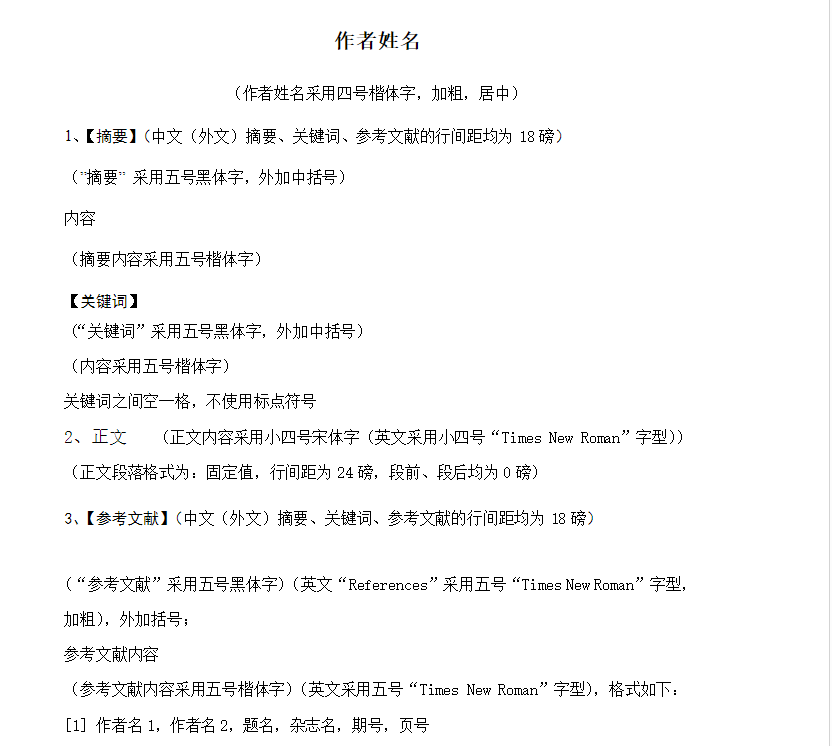 作者姓名
（作者姓名采用四号楷体字，加粗，居中）
1、【摘要】（中文（外文）摘要、关键词、参考文献的行间距均为 18 磅）
（”摘要” 采用五号黑体字，外加中括号）
内容
（摘要内容采用五号楷体字）
【关键词】
（“关键词”采用五号黑体字，外加中括号）
（内容采用五号楷体字）
关键词之间空一格，不使用标点符号
2、正文 （正文内容采用小四号宋体字（英文采用小四号“Times New Roman”字型））
（正文段落格式为：固定值，行间距为 24 磅，段前、段后均为 0 磅）
3、【参考文献】（中文（外文）摘要、关键词、参考文献的行间距均为 18 磅）
（“参考文献”采用五号黑体字）（英文“References”采用五号“Times New Roman”字型，
加粗），外加括号；
参考文献内容
（参考文献内容采用五号楷体字）（英文采用五号“Times New Roman”字型），格式如下：
[1] 作者名 1，作者名 2，题名，杂志名，期号，页号